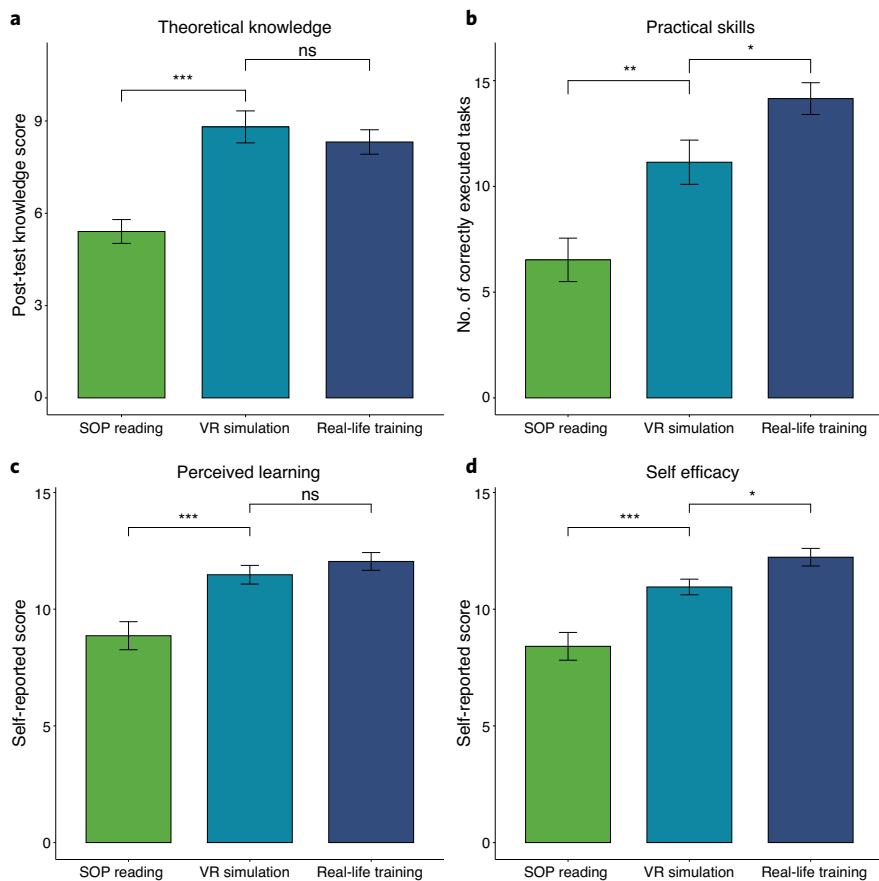 a
Theoretical knowledge
ns
***
9
6
3
0
Post-test knowledge score
SOP reading VR simulation Real-life training
b
Practical skills
*
**
15
10
5
0
No. of correctly executed tasks
SOP reading VR simulation Real-life training
c
Perceived learning
ns
***
15
10
5
0
Self-reported score
SOP reading VR simulation Real-life training
d
Self efficacy
*
***
15
10
5
0
Self-reported score
SOP reading VR simulation Real-life training